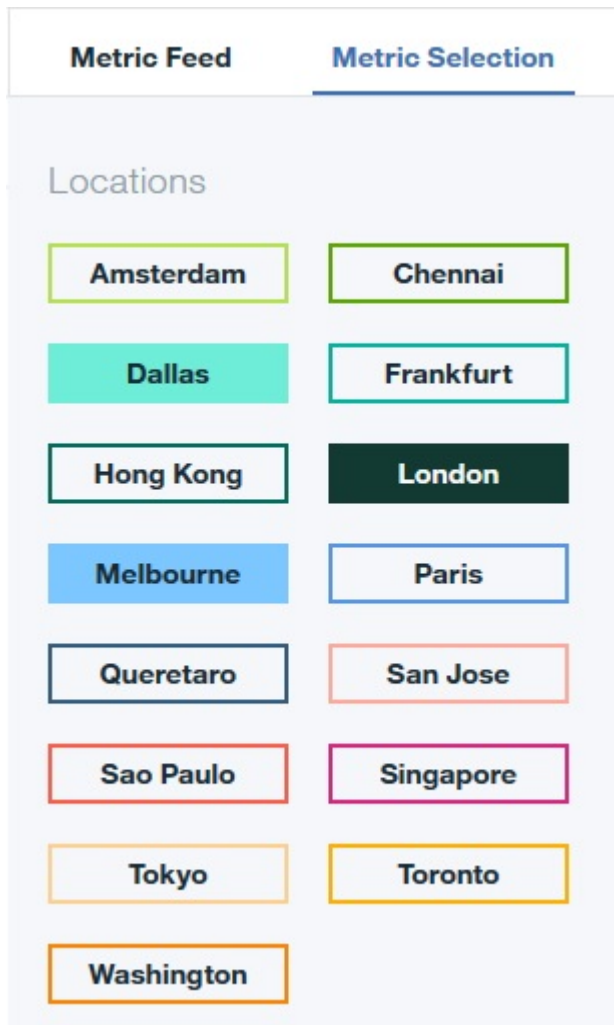 Metric Feed Metric Selection
Locations
Amsterdam Chennai
Dallas Frankfurt
Hong Kong London
Melbourne Paris
Queretaro San Jose
Sao Paulo Singapore
Tokyo Toronto
Washington